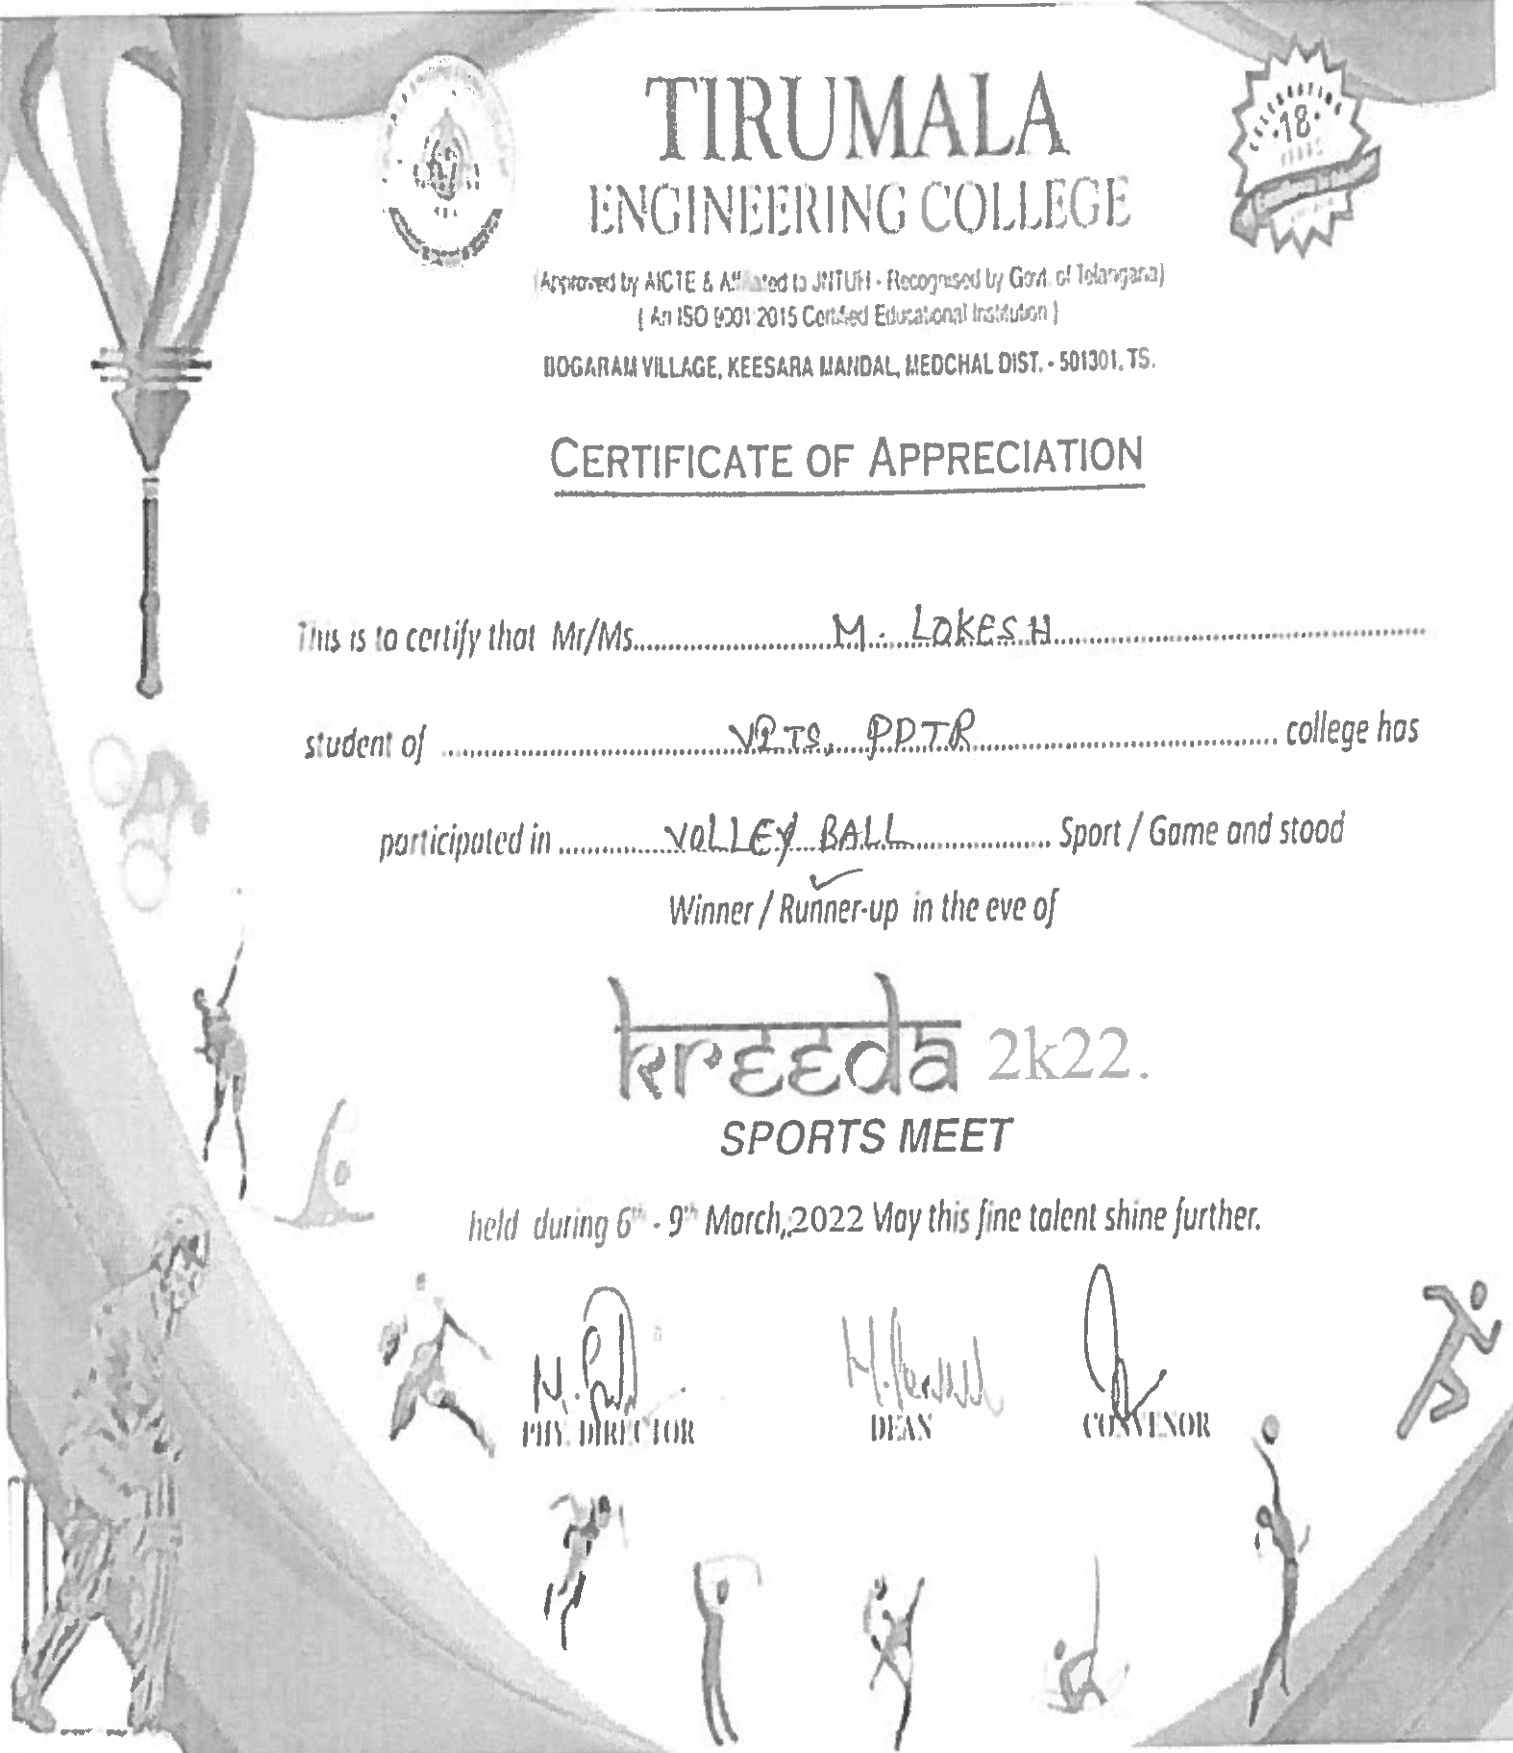 TIRUMALA
ENGINEERING COLLEGE
(Approved by AICTE & Affiliated to JNTUH - Recognised by Govt. of Telangana)
( An ISO 9001:2015 Certified Educational Institution )
BOGARAM VILLAGE, KEESARA MANDAL, MEDCHAL DIST. - 501301, TS.
18
CERTIFICATE OF APPRECIATION
This is to certify that Mr/Ms. M. LOKESH
student of VITS, PDTR college has
participated in VOLLEY BALL Sport / Game and stood
Winner / Runner-up in the eve of
kreeda 2k22.
SPORTS MEET
held during 6th - 9th March, 2022 May this fine talent shine further.
PHY. DIRECTOR DEAN CONVENOR